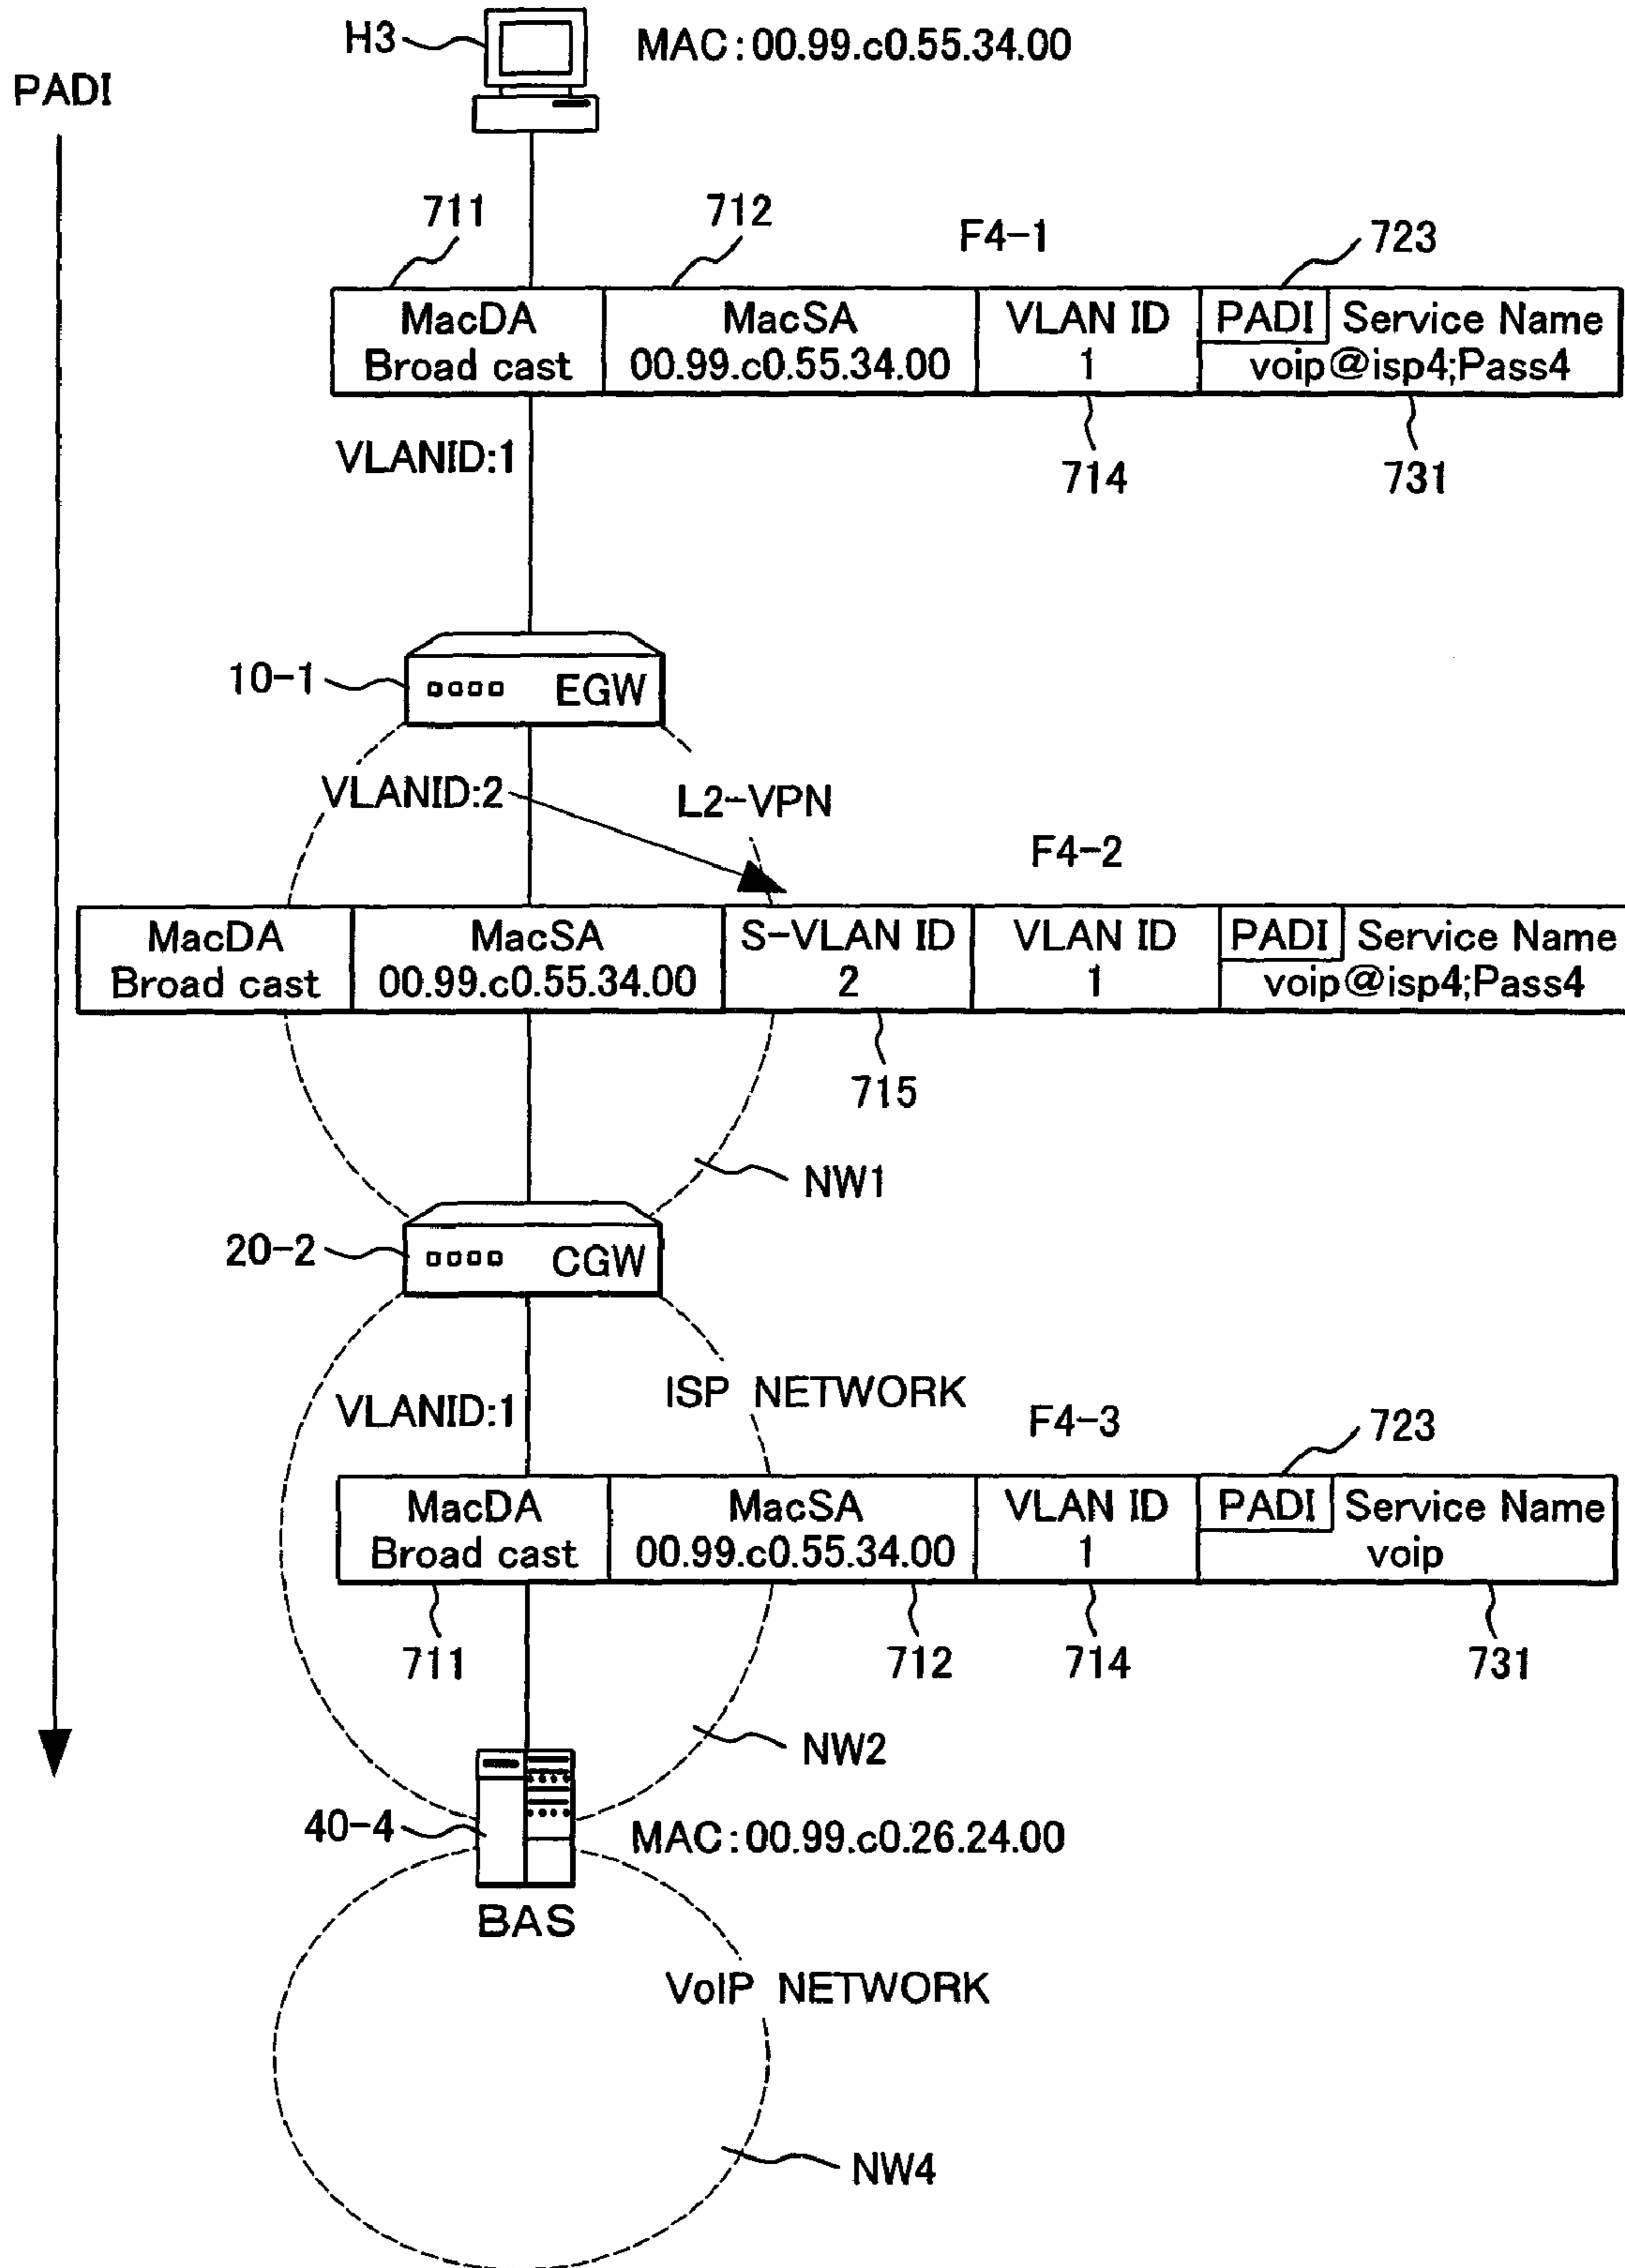 H3
MAC:00.99.c0.55.34.00
PADI
711
712
F4-1
723
MacDA
Broad cast
MacSA
00.99.c0.55.34.00
VLAN ID
1
PADI
Service Name
voip@isp4;Pass4
VLANID:1
714
731
10-1
EGW
VLANID:2
L2-VPN
F4-2
MacDA
Broad cast
MacSA
00.99.c0.55.34.00
S-VLAN ID
2
VLAN ID
1
PADI
Service Name
voip@isp4;Pass4
715
NW1
20-2
CGW
ISP NETWORK
VLANID:1
F4-3
723
MacDA
Broad cast
MacSA
00.99.c0.55.34.00
VLAN ID
1
PADI
Service Name
voip
711
712
714
731
NW2
40-4
MAC:00.99.c0.26.24.00
BAS
VoIP NETWORK
NW4